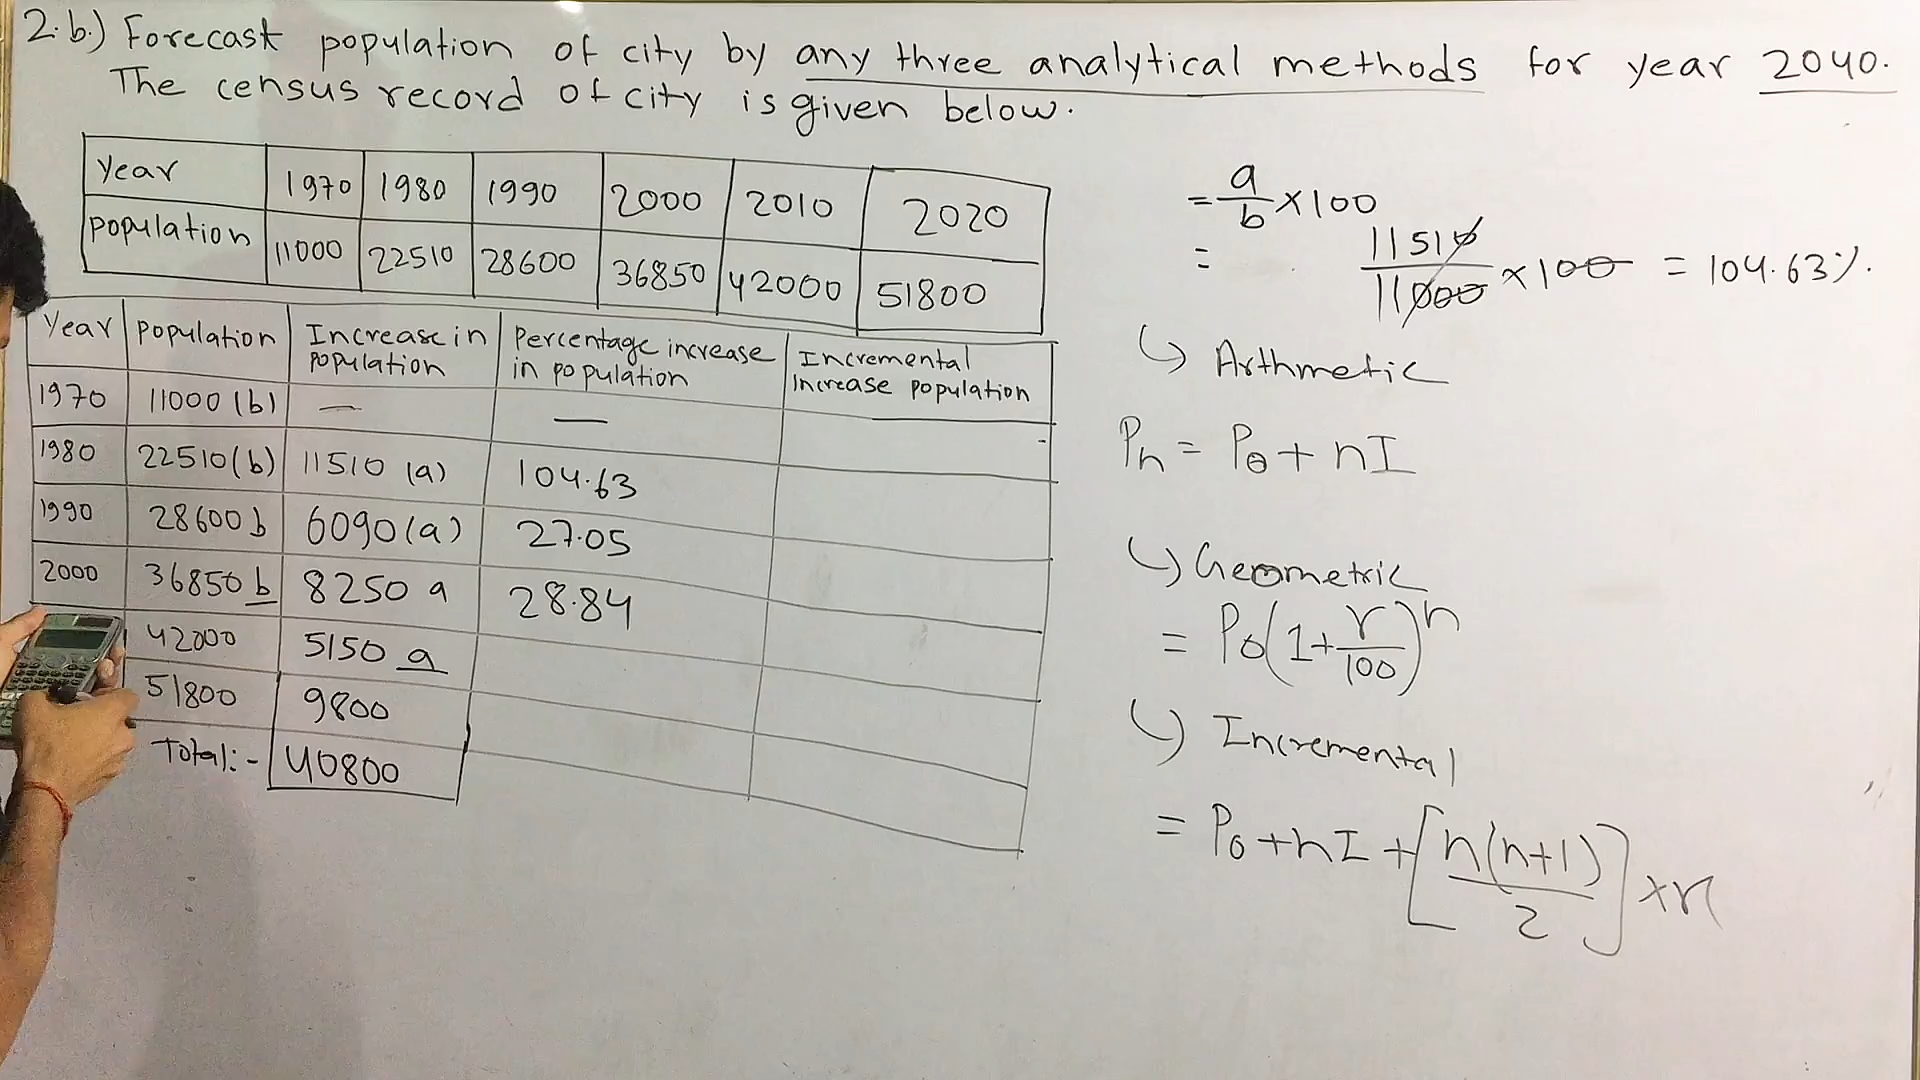 2.b.) Forecast population of city by any three analytical methods for year 2040.
The census record of city is given below.
Year 1970 1980 1990 2000 2010 2020
population 11000 22510 28600 36850 42000 51800
Year population Increase in population Percentage increase in population Incremental Increase population
1970 11000 (b) — —
1980 22510 (b) 11510 (a) 104.63
1990 28600 b 6090 (a) 27.05
2000 36850 b 8250 a 28.84
42000 5150 a
51800 9800
Total:- 40800
= a/b × 100
= 11510/11000 × 100 = 104.63%.
↳ Arthmetic
Pn = P0 + nI
↳ Geometric
= P0(1 + r/100)^n
↳ Incremental
= P0 + nI + [n(n+1)/2] × r